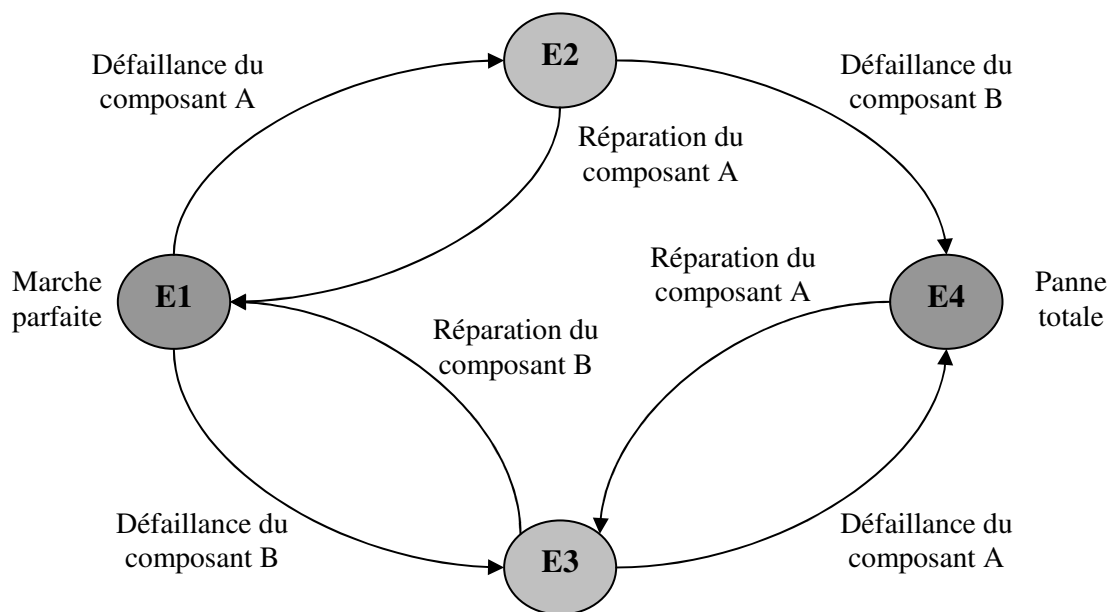 E2
Défaillance du
composant A
Défaillance du
composant B
Réparation du
composant A
Marche
parfaite
E1
Réparation du
composant A
E4
Panne
totale
Réparation du
composant B
Défaillance du
composant B
E3
Défaillance du
composant A